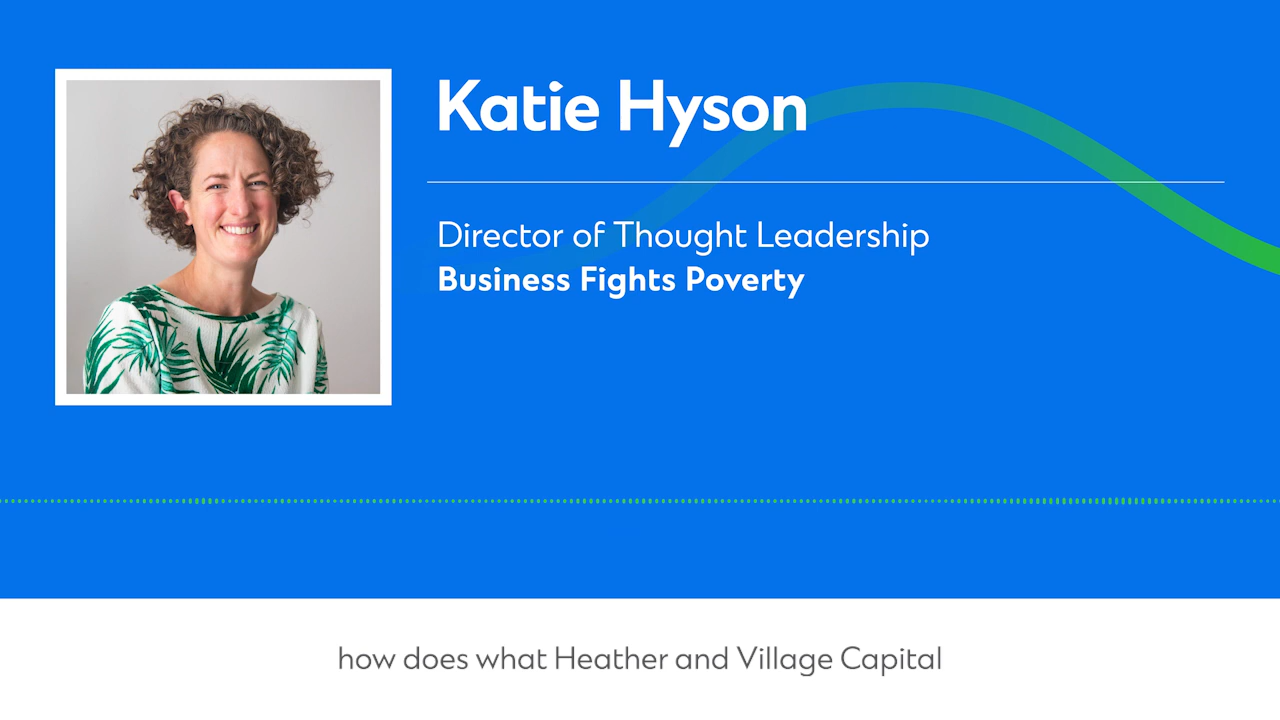 Katie Hyson
Director of Thought Leadership
Business Fights Poverty
how does what Heather and Village Capital